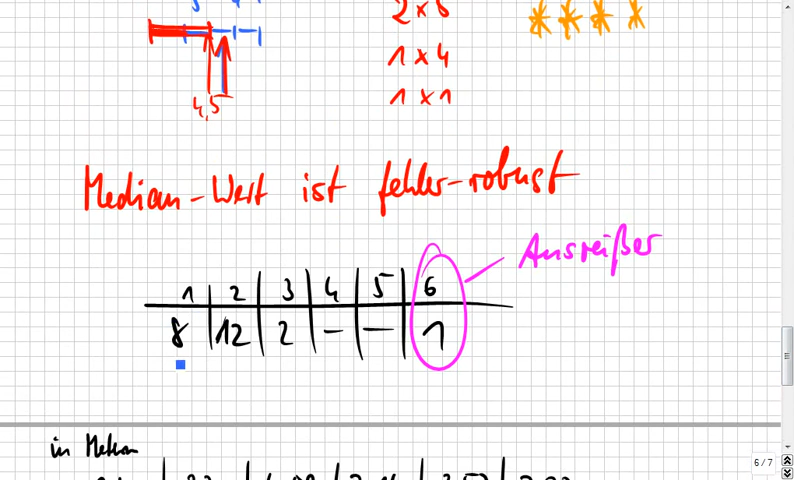 1 x 4
1 x 1
4,5
Median-Wert ist fehler-robust
Ausreißer
1 2 3 4 5 6
8 12 2 – – 1
in Metern
6 / 7